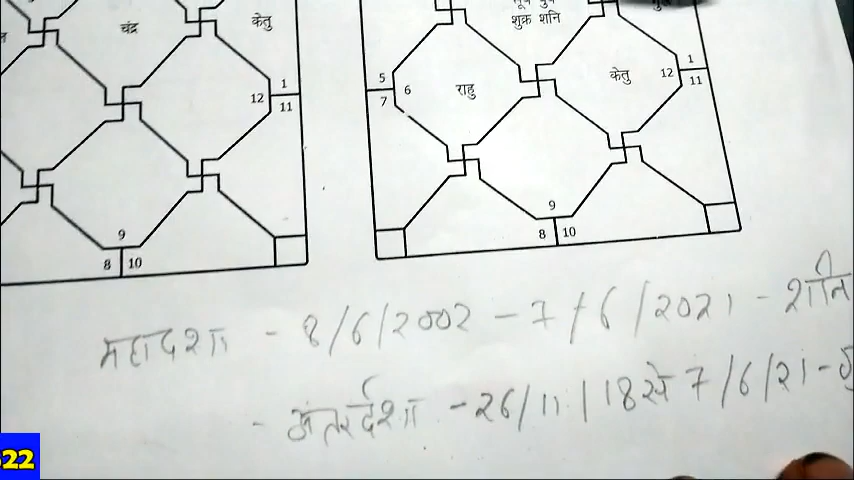 चंद्र
केतु
12 1 11
9
8 10
शुक्र शनि
5 6 7
राहु
केतु
12 1 11
9
8 10
महादशा - 8/6/2002 - 7/6/2021 - शनि
- अंतर्दशा - 26/11/18 से 7/6/21 -
22